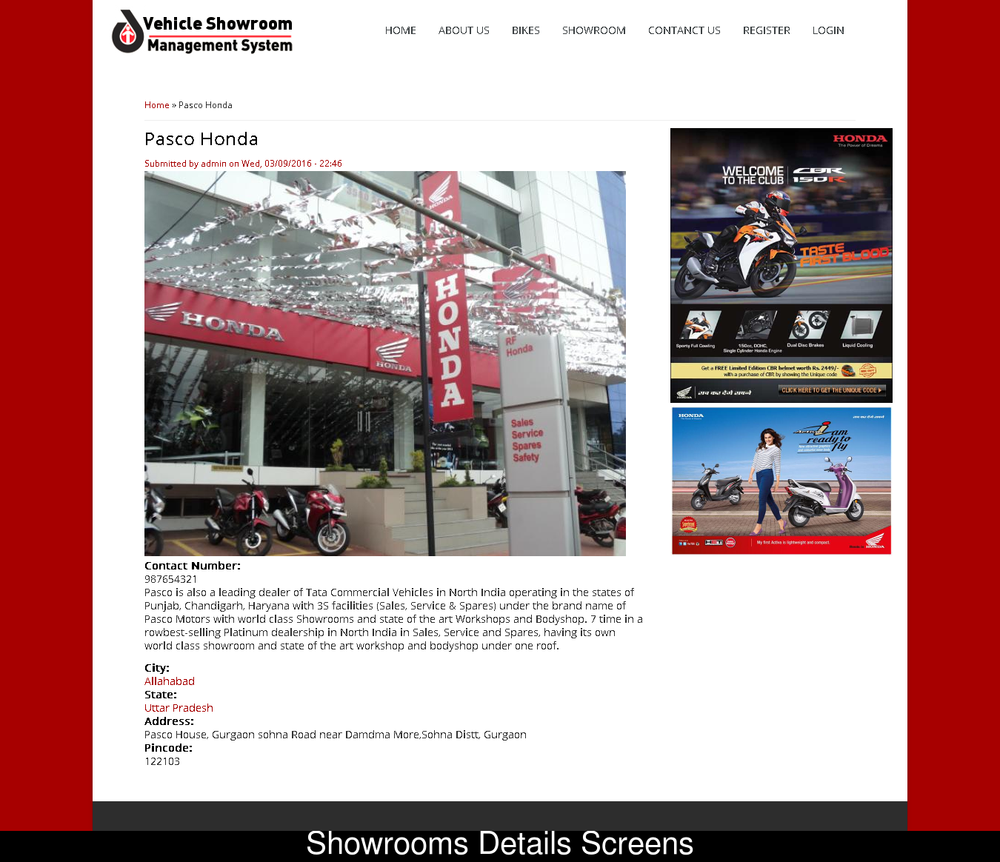 Vehicle Showroom
Management System
HOME ABOUT US BIKES SHOWROOM CONTANCT US REGISTER LOGIN
Home » Pasco Honda
Pasco Honda
Submitted by admin on Wed, 03/09/2016 - 22:46
HONDA
HONDA
HONDA
HONDA
RF
Honda
Sales
Service
Spares
Safety
HONDA
The Power of Dreams
WELCOME
TO THE CLUB
CBR
150R
TASTE
FIRST BLOOD
Sporty Full Cowling
150cc, DOHC,
Single Cylinder Honda Engine
Dual Disc Brakes
Liquid Cooling
Get a FREE Limited Edition CBR helmet worth Rs. 2449/-
with a purchase of CBR by showing the Unique code
HONDA
सच कर देंगे सपने
CLICK HERE TO GET THE UNIQUE CODE
HONDA
सच कर देंगे सपने
Activa i am
ready to
fly
My first Activa is lightweight and compact.
HONDA
Contact Number:
987654321
Pasco is also a leading dealer of Tata Commercial Vehicles in North India operating in the states of
Punjab, Chandigarh, Haryana with 3S facilities (Sales, Service & Spares) under the brand name of
Pasco Motors with world class Showrooms and state of the art Workshops and Bodyshop. 7 time in a
rowbest-selling Platinum dealership in North India in Sales, Service and Spares, having its own
world class showroom and state of the art workshop and bodyshop under one roof.
City:
Allahabad
State:
Uttar Pradesh
Address:
Pasco House, Gurgaon sohna Road near Damdma More,Sohna Distt, Gurgaon
Pincode:
122103
Showrooms Details Screens